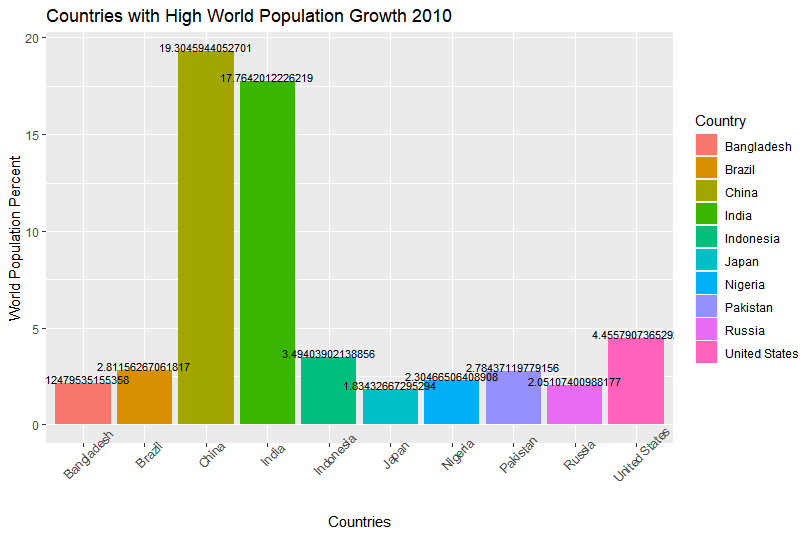 Countries with High World Population Growth 2010
World Population Percent
20
15
10
5
0
12479535155358
2.81156267061817
19.3045944052701
17.7642012226219
3.49403902138856
1.83432667295294
2.30466506408908
2.78437119779156
2.05107400988177
4.455790736529
Bangladesh
Brazil
China
India
Indonesia
Japan
Nigeria
Pakistan
Russia
United States
Countries
Country
Bangladesh
Brazil
China
India
Indonesia
Japan
Nigeria
Pakistan
Russia
United States